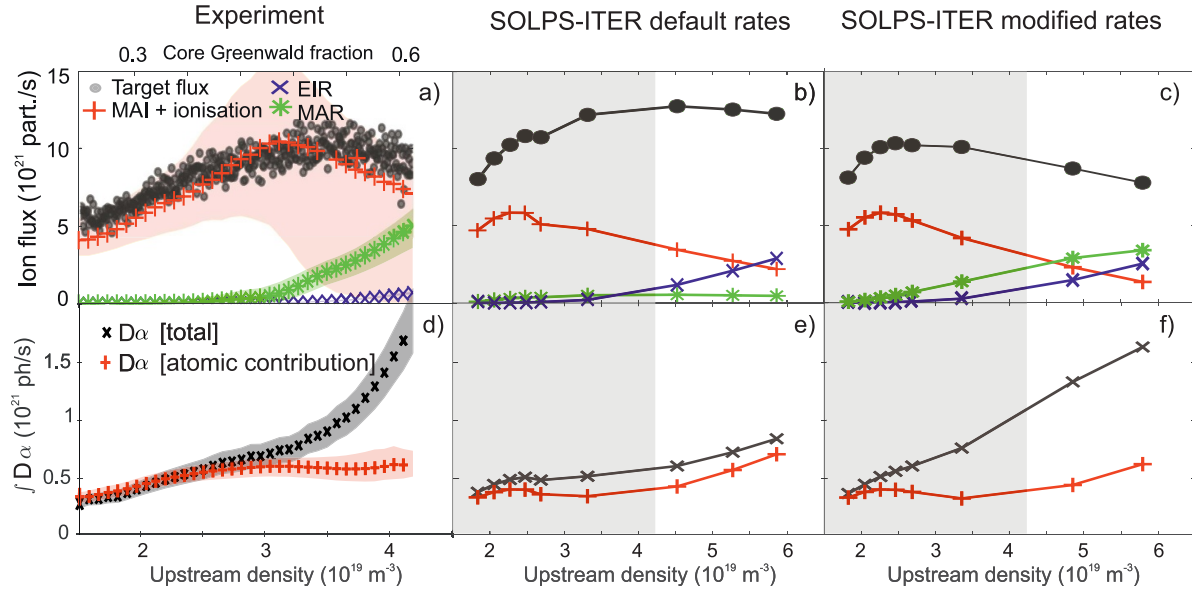 Experiment
SOLPS-ITER default rates
SOLPS-ITER modified rates
0.3 Core Greenwald fraction 0.6
15
10
5
0
Ion flux (10²¹ part./s)
Target flux
MAI + ionisation
EIR
MAR
a)
b)
c)
1.5
1
0.5
0
∫ Dα (10²¹ ph/s)
Dα [total]
Dα [atomic contribution]
d)
e)
f)
2 3 4
2 3 4 5 6
2 3 4 5 6
Upstream density (10¹⁹ m⁻³)
Upstream density (10¹⁹ m⁻³)
Upstream density (10¹⁹ m⁻³)